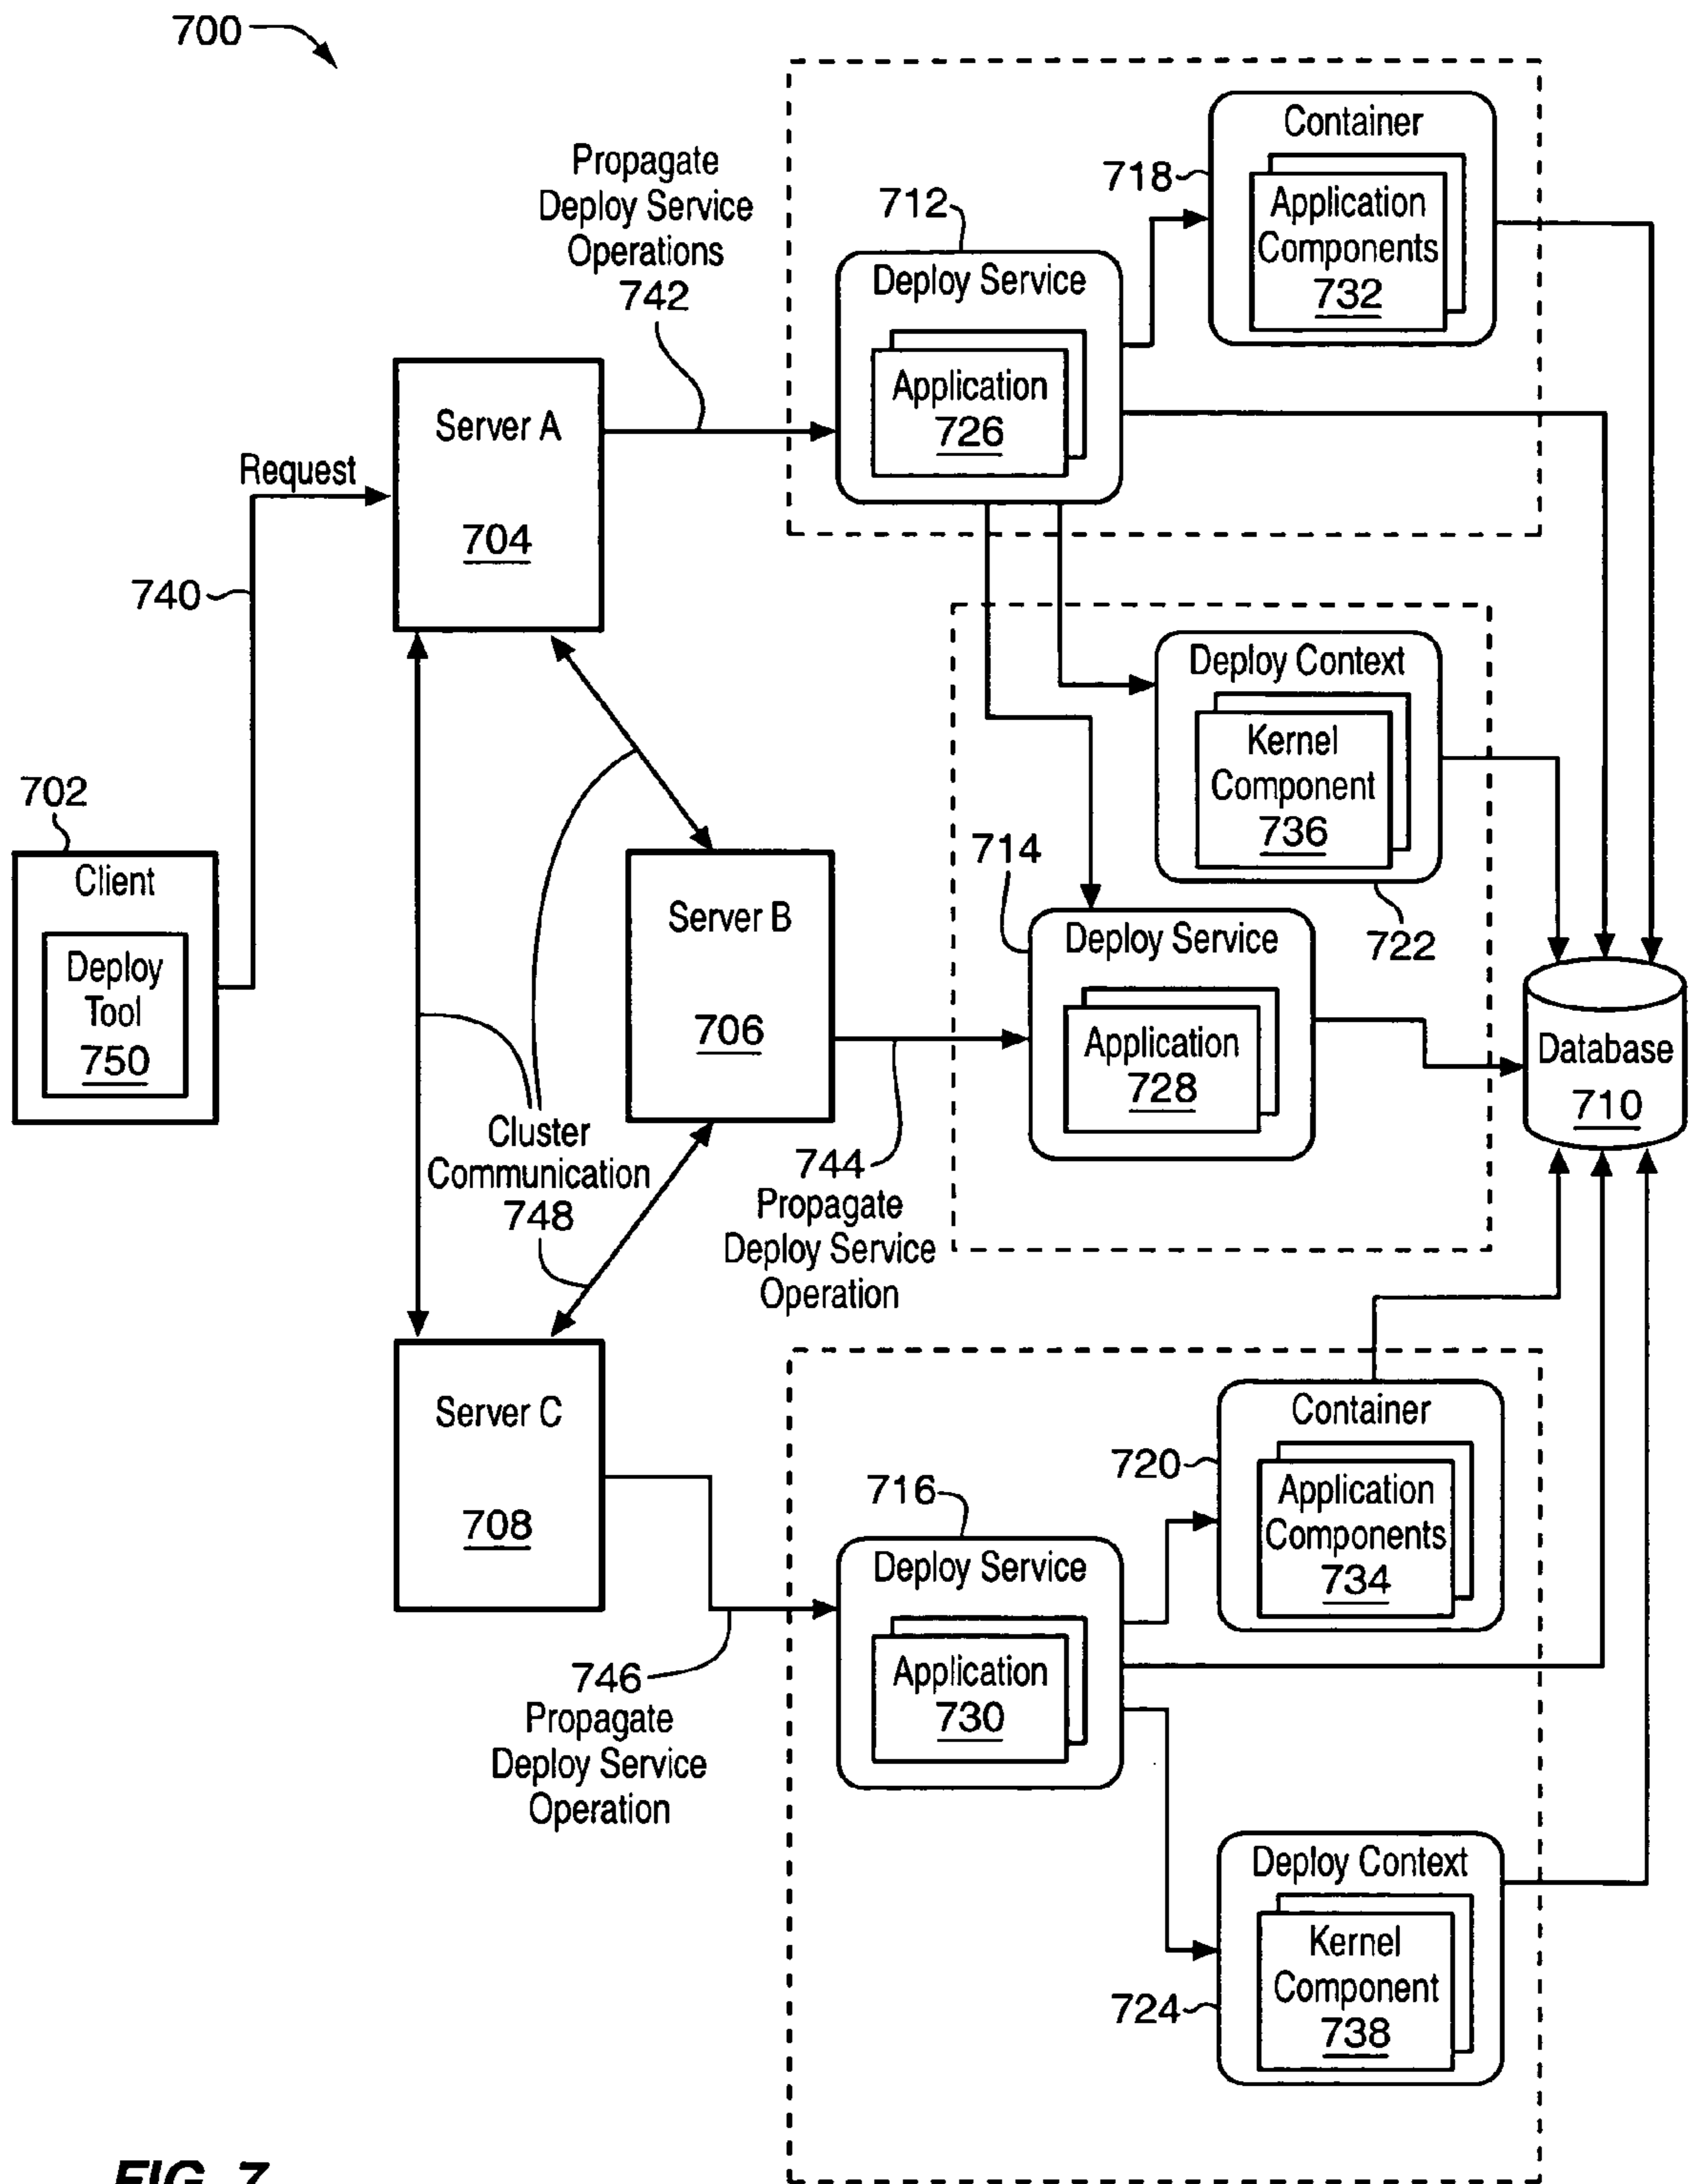 700
Propagate
Deploy Service
Operations
742
712
718
Container
Application
Components
732
Deploy Service
Application
726
Server A
704
Request
740
702
Client
Deploy
Tool
750
Server B
706
Cluster
Communication
748
744
Propagate
Deploy Service
Operation
714
Deploy Context
Kernel
Component
736
722
Deploy Service
Application
728
Database
710
Server C
708
746
Propagate
Deploy Service
Operation
716
Deploy Service
Application
730
720
Container
Application
Components
734
724
Deploy Context
Kernel
Component
738
FIG. 7